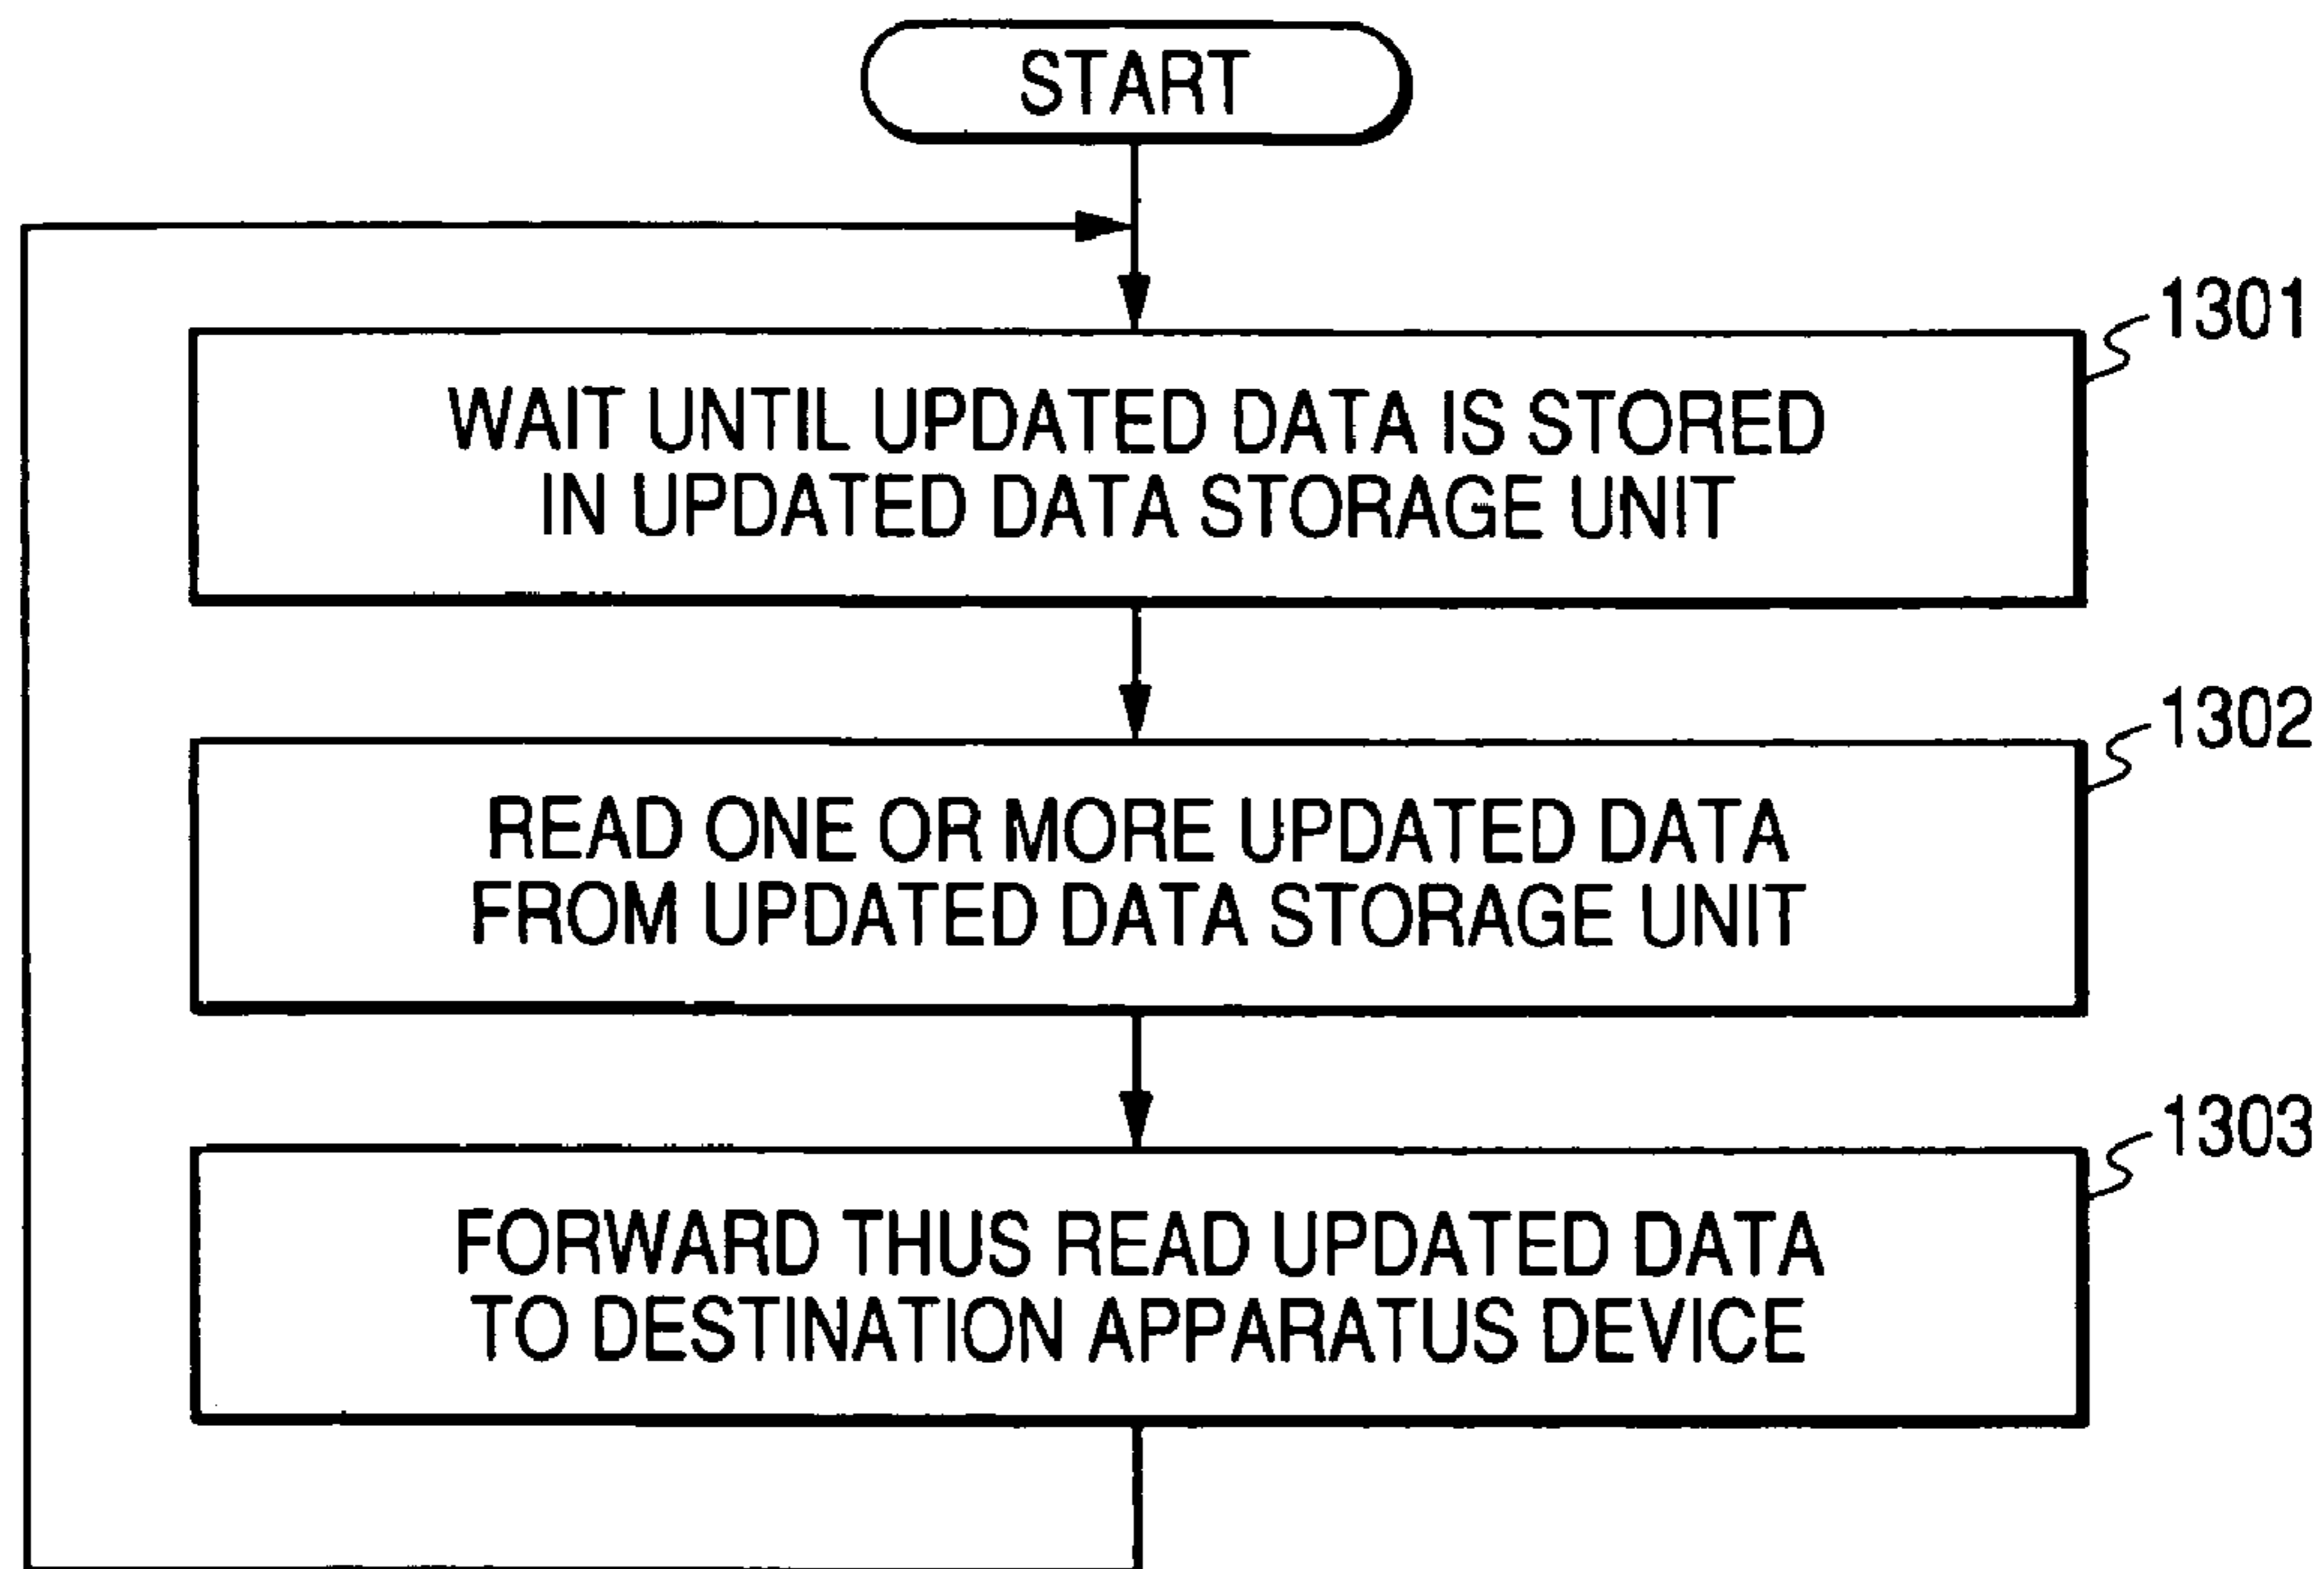 START
1301
WAIT UNTIL UPDATED DATA IS STORED
IN UPDATED DATA STORAGE UNIT
1302
READ ONE OR MORE UPDATED DATA
FROM UPDATED DATA STORAGE UNIT
1303
FORWARD THUS READ UPDATED DATA
TO DESTINATION APPARATUS DEVICE